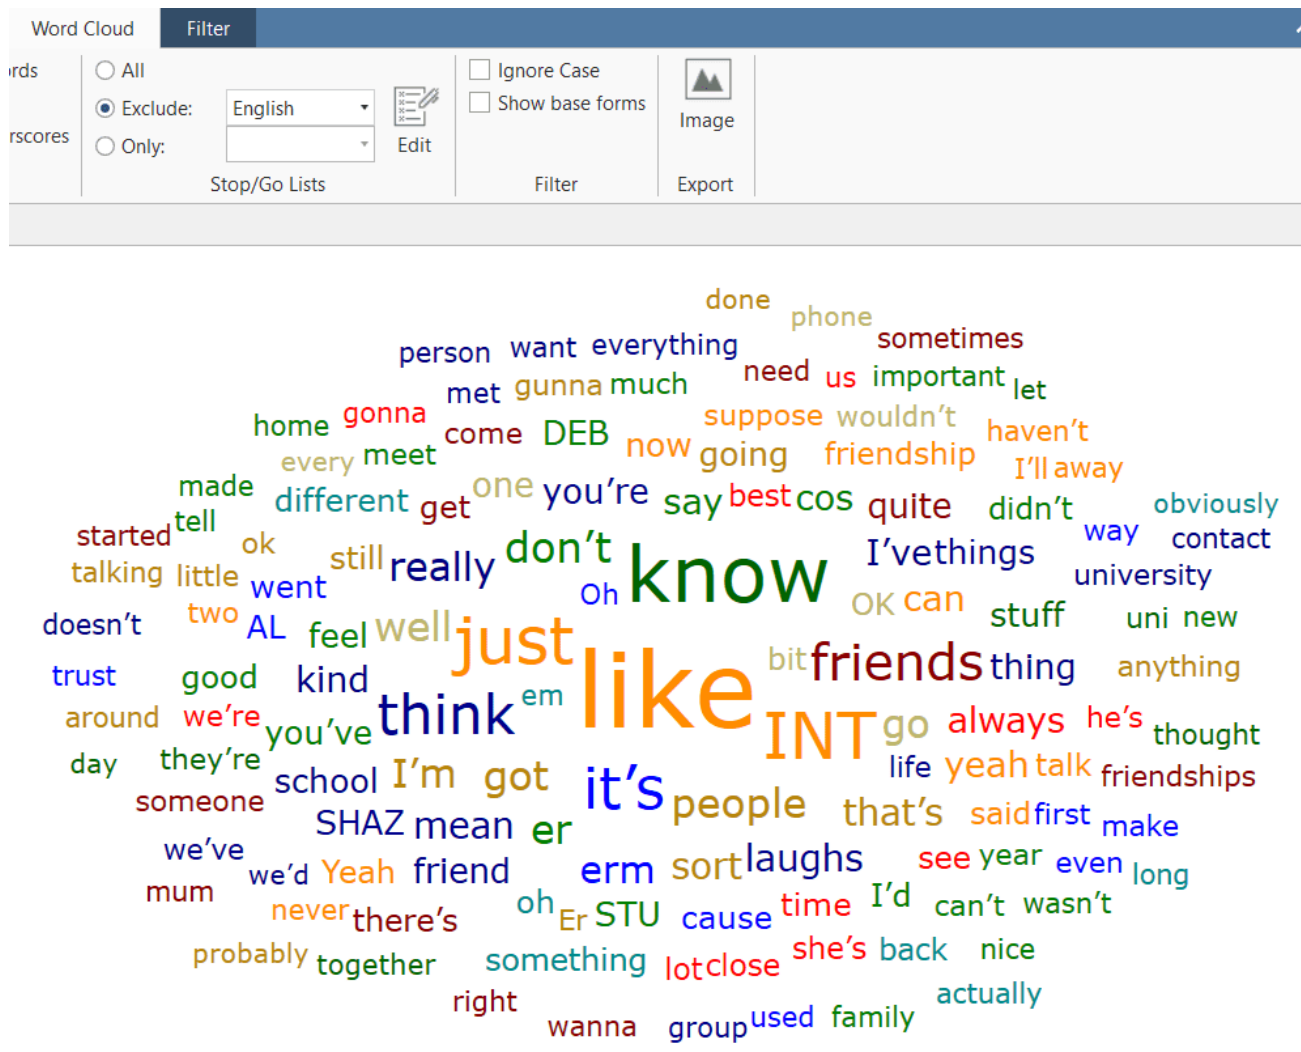 Word Cloud Filter
rds All Ignore Case
Exclude: English Show base forms
rscores Only: Edit Image
Stop/Go Lists Filter Export
done
phone
person want everything sometimes
met gunna much need us important let
home gonna come DEB now suppose wouldn’t haven’t
every meet going friendship I’ll away
made different get one you’re say best cos quite didn’t obviously
started tell ok still really don’t know I’ve things way contact
talking little went Oh university
doesn’t two AL feel well just OK can stuff uni new
trust good kind think em like bit friends thing anything
around we’re you’ve INT go always he’s thought
day they’re school I’m got it’s life yeah talk friendships
someone SHAZ mean er people that’s said first make
we’ve we’d Yeah friend erm sort laughs see year even long
mum never there’s oh Er STU cause time I’d can’t wasn’t
probably together something lot close she’s back nice
right actually
wanna group used family